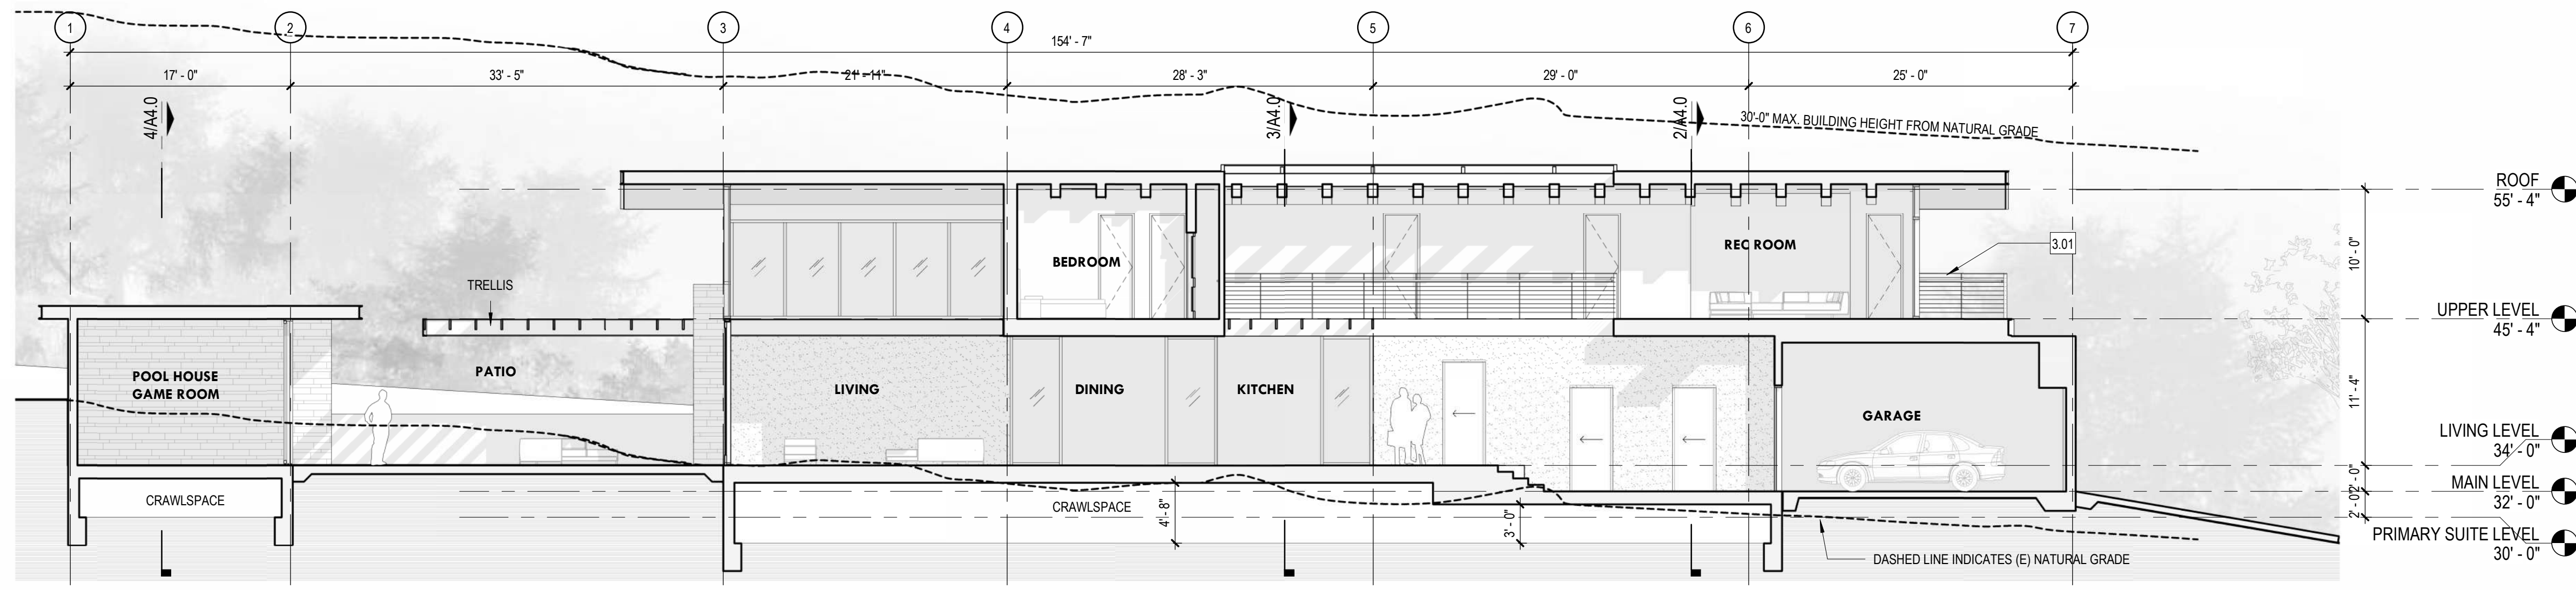 1
2
3
4
5
6
7
154' - 7"
17' - 0"
33' - 5"
21' - 11"
28' - 3"
29' - 0"
25' - 0"
4/A4.0
3/A4.0
2/A4.0
30'-0" MAX. BUILDING HEIGHT FROM NATURAL GRADE
ROOF
55' - 4"
BEDROOM
REC ROOM
3.01
10' - 0"
TRELLIS
UPPER LEVEL
45' - 4"
POOL HOUSE
GAME ROOM
PATIO
LIVING
DINING
KITCHEN
GARAGE
11' - 4"
LIVING LEVEL
34' - 0"
2' - 0"
MAIN LEVEL
32' - 0"
2' - 0"
CRAWLSPACE
CRAWLSPACE
4' - 8"
3' - 0"
PRIMARY SUITE LEVEL
30' - 0"
DASHED LINE INDICATES (E) NATURAL GRADE